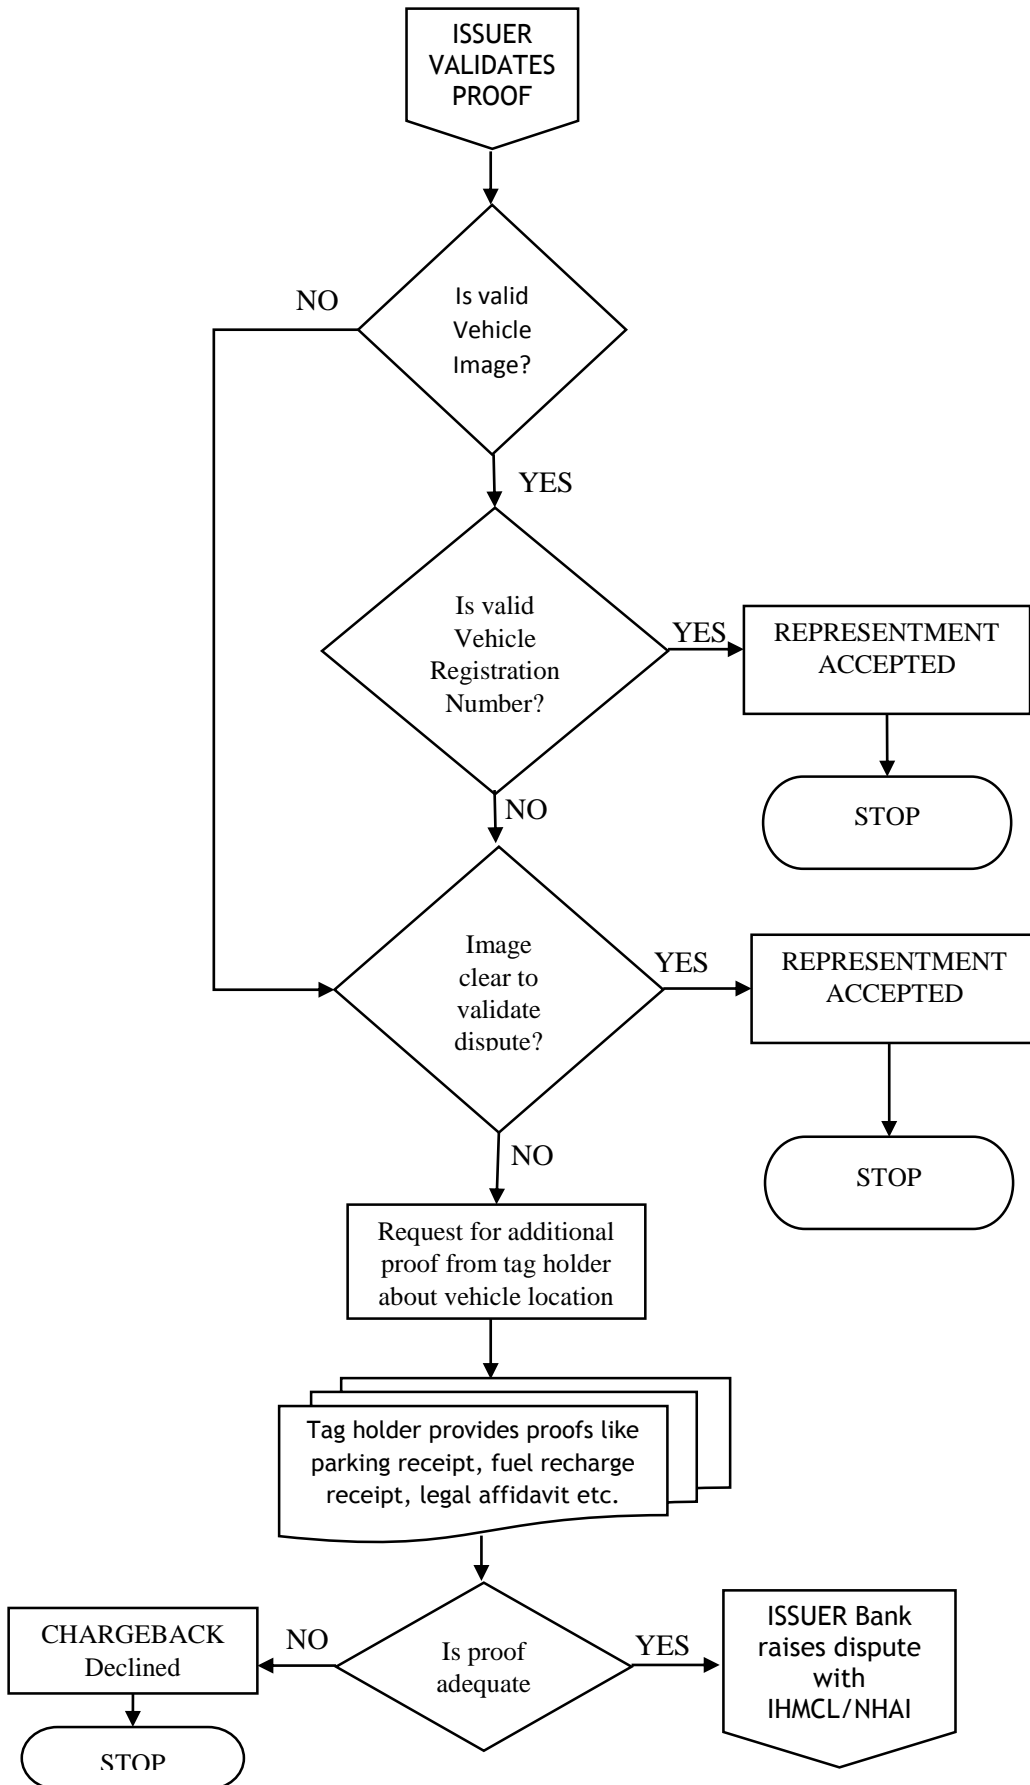 ISSUER
VALIDATES
PROOF
Is valid
Vehicle
Image?
NO
YES
Is valid
Vehicle
Registration
Number?
YES
REPRESENTMENT
ACCEPTED
STOP
NO
Image
clear to
validate
dispute?
YES
REPRESENTMENT
ACCEPTED
STOP
NO
Request for additional
proof from tag holder
about vehicle location
Tag holder provides proofs like
parking receipt, fuel recharge
receipt, legal affidavit etc.
Is proof
adequate
NO
CHARGEBACK
Declined
STOP
YES
ISSUER Bank
raises dispute
with
IHMCL/NHAI